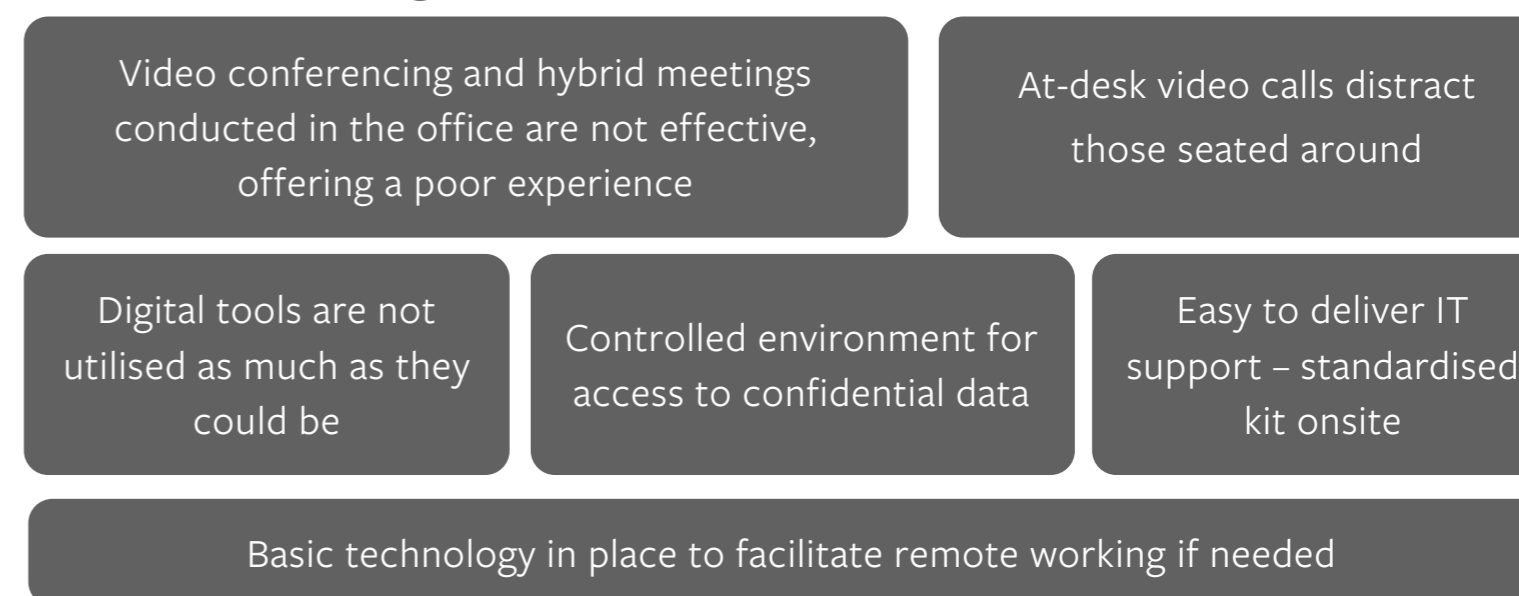 Video conferencing and hybrid meetings
conducted in the office are not effective,
offering a poor experience
At-desk video calls distract
those seated around
Digital tools are not
utilised as much as they
could be
Controlled environment for
access to confidential data
Easy to deliver IT
support – standardised
kit onsite
Basic technology in place to facilitate remote working if needed